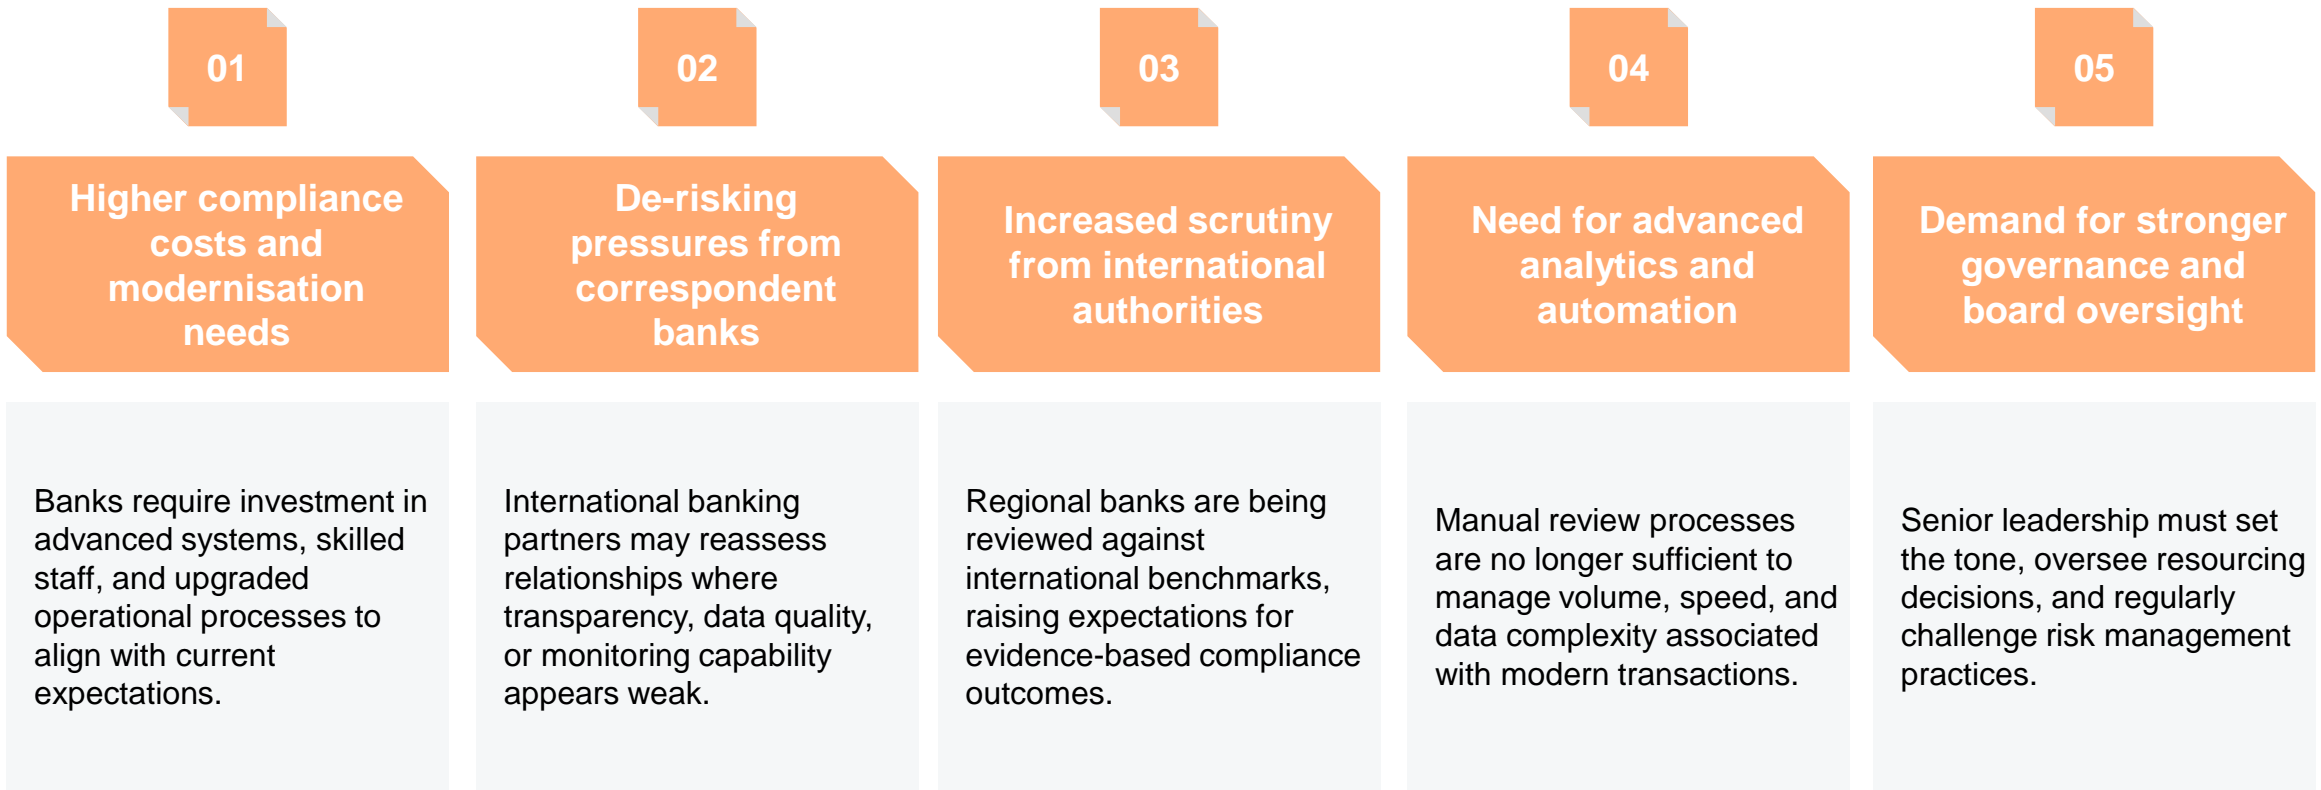 01
Higher compliance
costs and
modernisation
needs
Banks require investment in
advanced systems, skilled
staff, and upgraded
operational processes to
align with current
expectations.
02
De-risking
pressures from
correspondent
banks
International banking
partners may reassess
relationships where
transparency, data quality,
or monitoring capability
appears weak.
03
Increased scrutiny
from international
authorities
Regional banks are being
reviewed against
international benchmarks,
raising expectations for
evidence-based compliance
outcomes.
04
Need for advanced
analytics and
automation
Manual review processes
are no longer sufficient to
manage volume, speed, and
data complexity associated
with modern transactions.
05
Demand for stronger
governance and
board oversight
Senior leadership must set
the tone, oversee resourcing
decisions, and regularly
challenge risk management
practices.